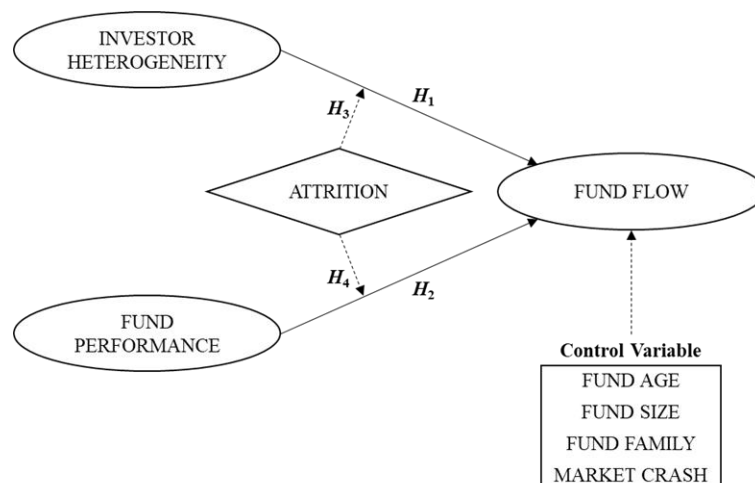 INVESTOR
HETEROGENEITY
H₁
H₃
ATTRITION
FUND FLOW
H₄
H₂
FUND
PERFORMANCE
Control Variable
FUND AGE
FUND SIZE
FUND FAMILY
MARKET CRASH